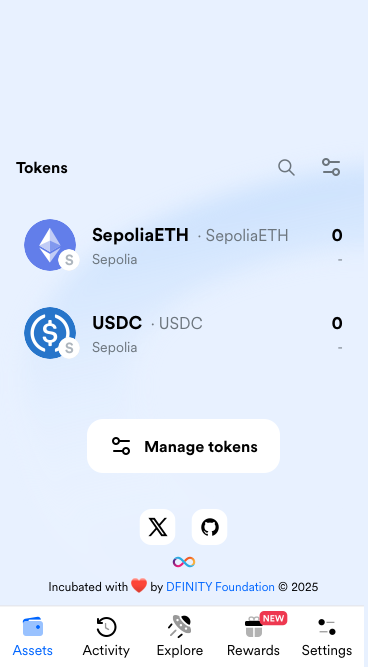 Tokens
SepoliaETH · SepoliaETH 0
S Sepolia -
USDC · USDC 0
S Sepolia -
Manage tokens
Incubated with ❤️ by DFINITY Foundation © 2025
NEW
Assets Activity Explore Rewards Settings